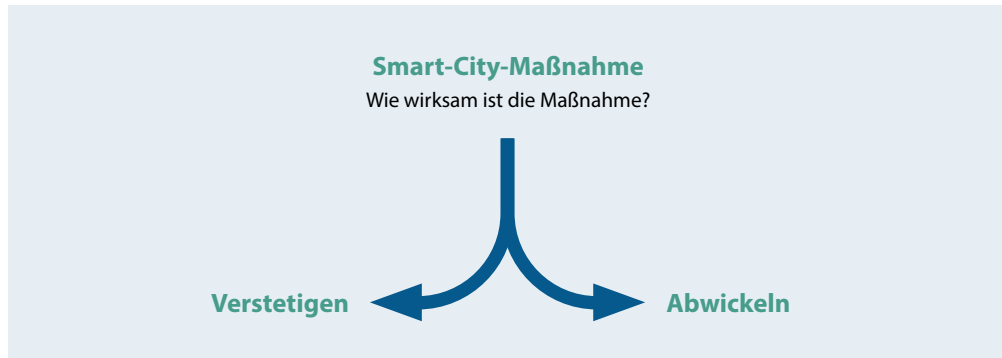 Smart-City-Maßnahme
Wie wirksam ist die Maßnahme?
Verstetigen
Abwickeln